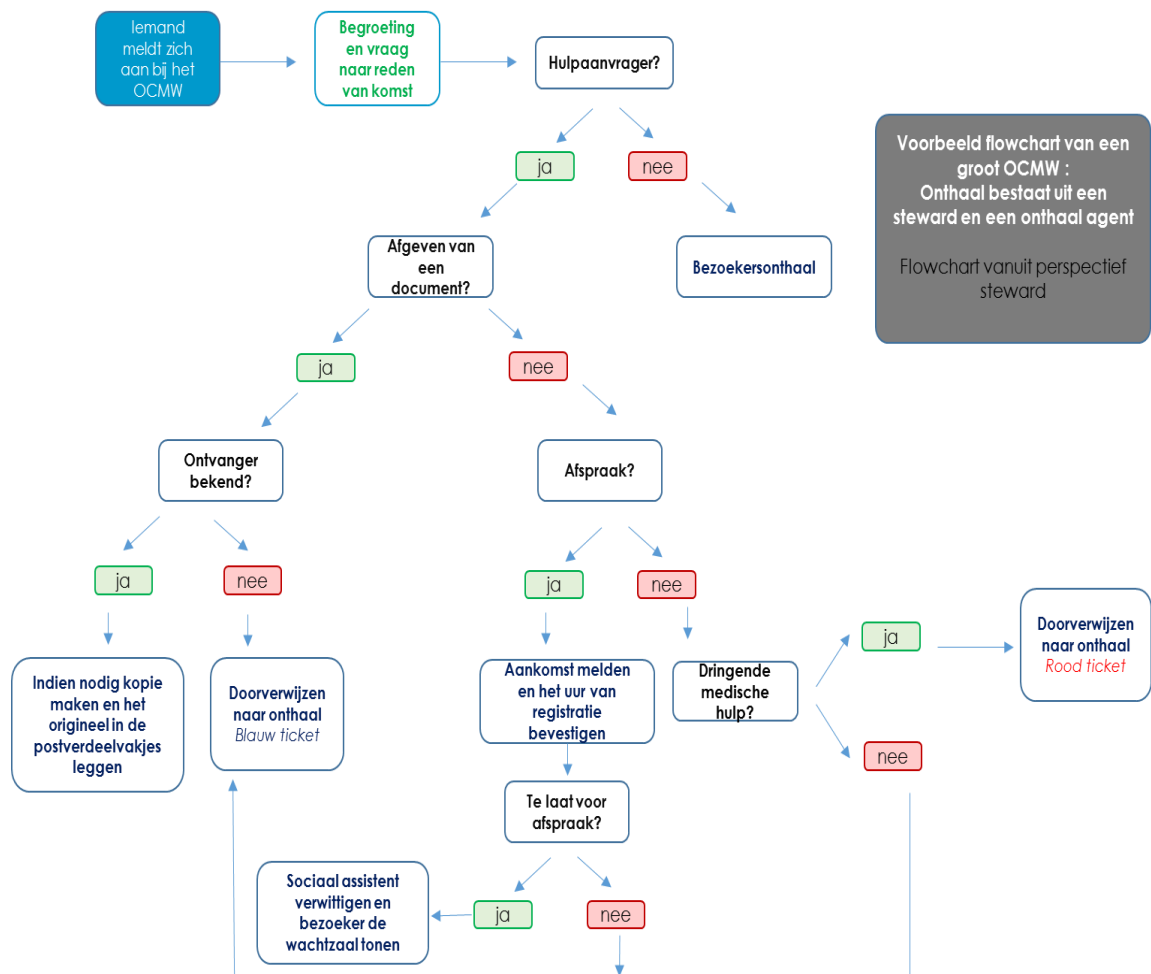 Iemand
meldt zich
aan bij het
OCMW
Begroeting
en vraag
naar reden
van komst
Hulpaanvrager?
ja
nee
Voorbeeld flowchart van een
groot OCMW :
Onthaal bestaat uit een
steward en een onthaal agent
Flowchart vanuit perspectief
steward
Afgeven van
een
document?
Bezoekersonthaal
ja
nee
Ontvanger
bekend?
Afspraak?
ja
nee
ja
nee
Indien nodig kopie
maken en het
origineel in de
postverdeelvakjes
leggen
Doorverwijzen
naar onthaal
Blauw ticket
Aankomst melden
en het uur van
registratie
bevestigen
Dringende
medische
hulp?
ja
Doorverwijzen
naar onthaal
Rood ticket
nee
Te laat voor
afspraak?
Sociaal assistent
verwittigen en
bezoeker de
wachtzaal tonen
ja
nee